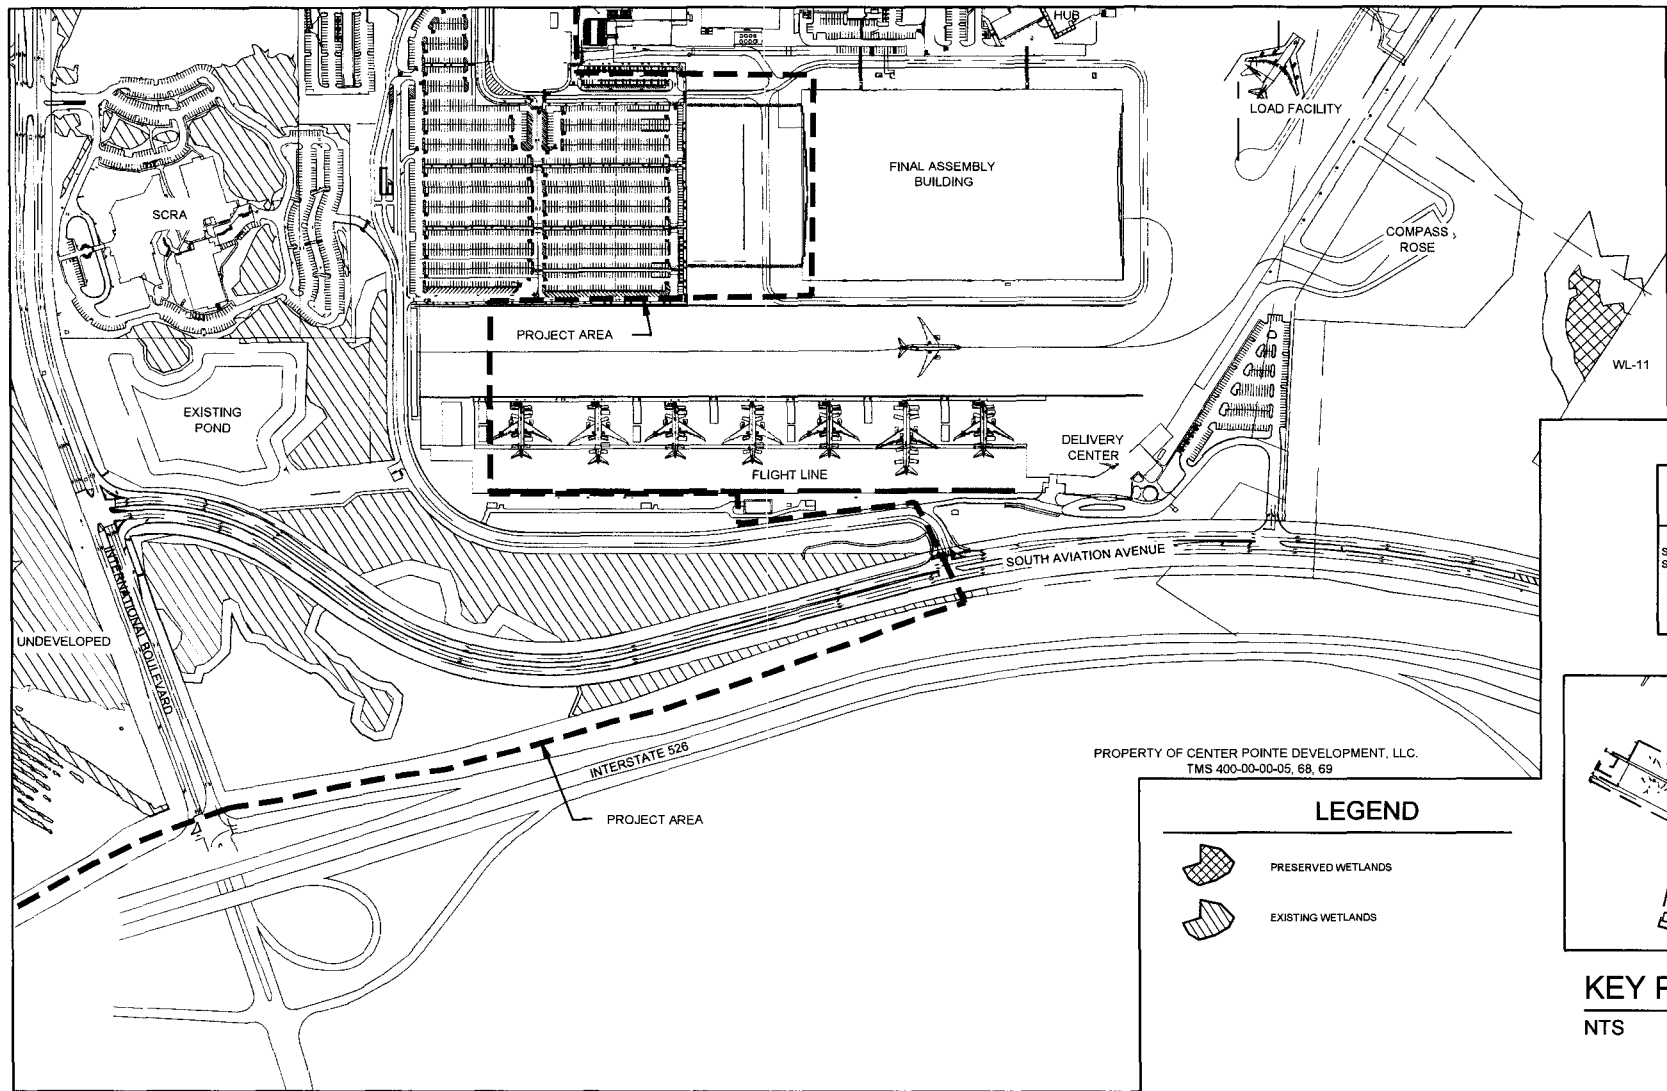 HUB
LOAD FACILITY
FINAL ASSEMBLY
BUILDING
SCRA
COMPASS
ROSE
PROJECT AREA
WL-11
EXISTING
POND
DELIVERY
CENTER
FLIGHT LINE
SOUTH AVIATION AVENUE
INTERNATIONAL BOULEVARD
UNDEVELOPED
INTERSTATE 526
PROPERTY OF CENTER POINTE DEVELOPMENT, LLC.
TMS 400-00-00-05, 68, 69
PROJECT AREA
LEGEND
PRESERVED WETLANDS
EXISTING WETLANDS
KEY
NTS